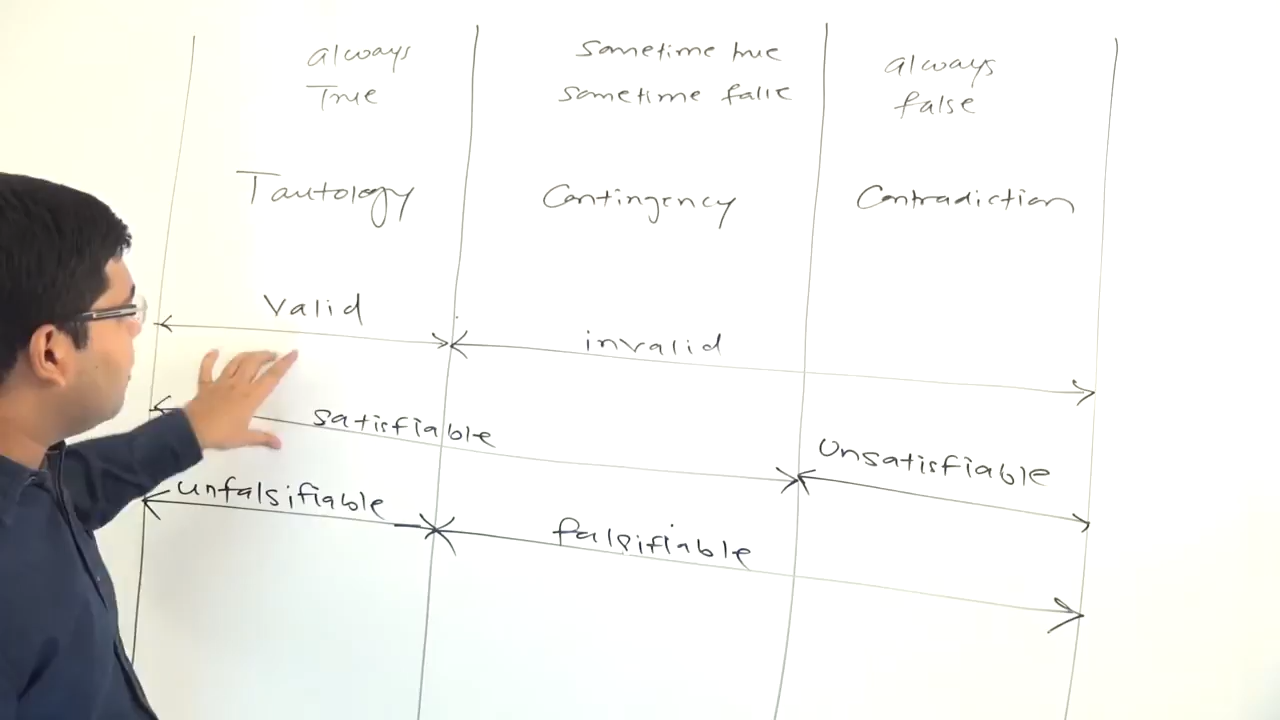 always
True
sometime true
sometime false
always
false
Tautology
Contingency
Contradiction
Valid
invalid
satisfiable
Unsatisfiable
unfalsifiable
falsifiable